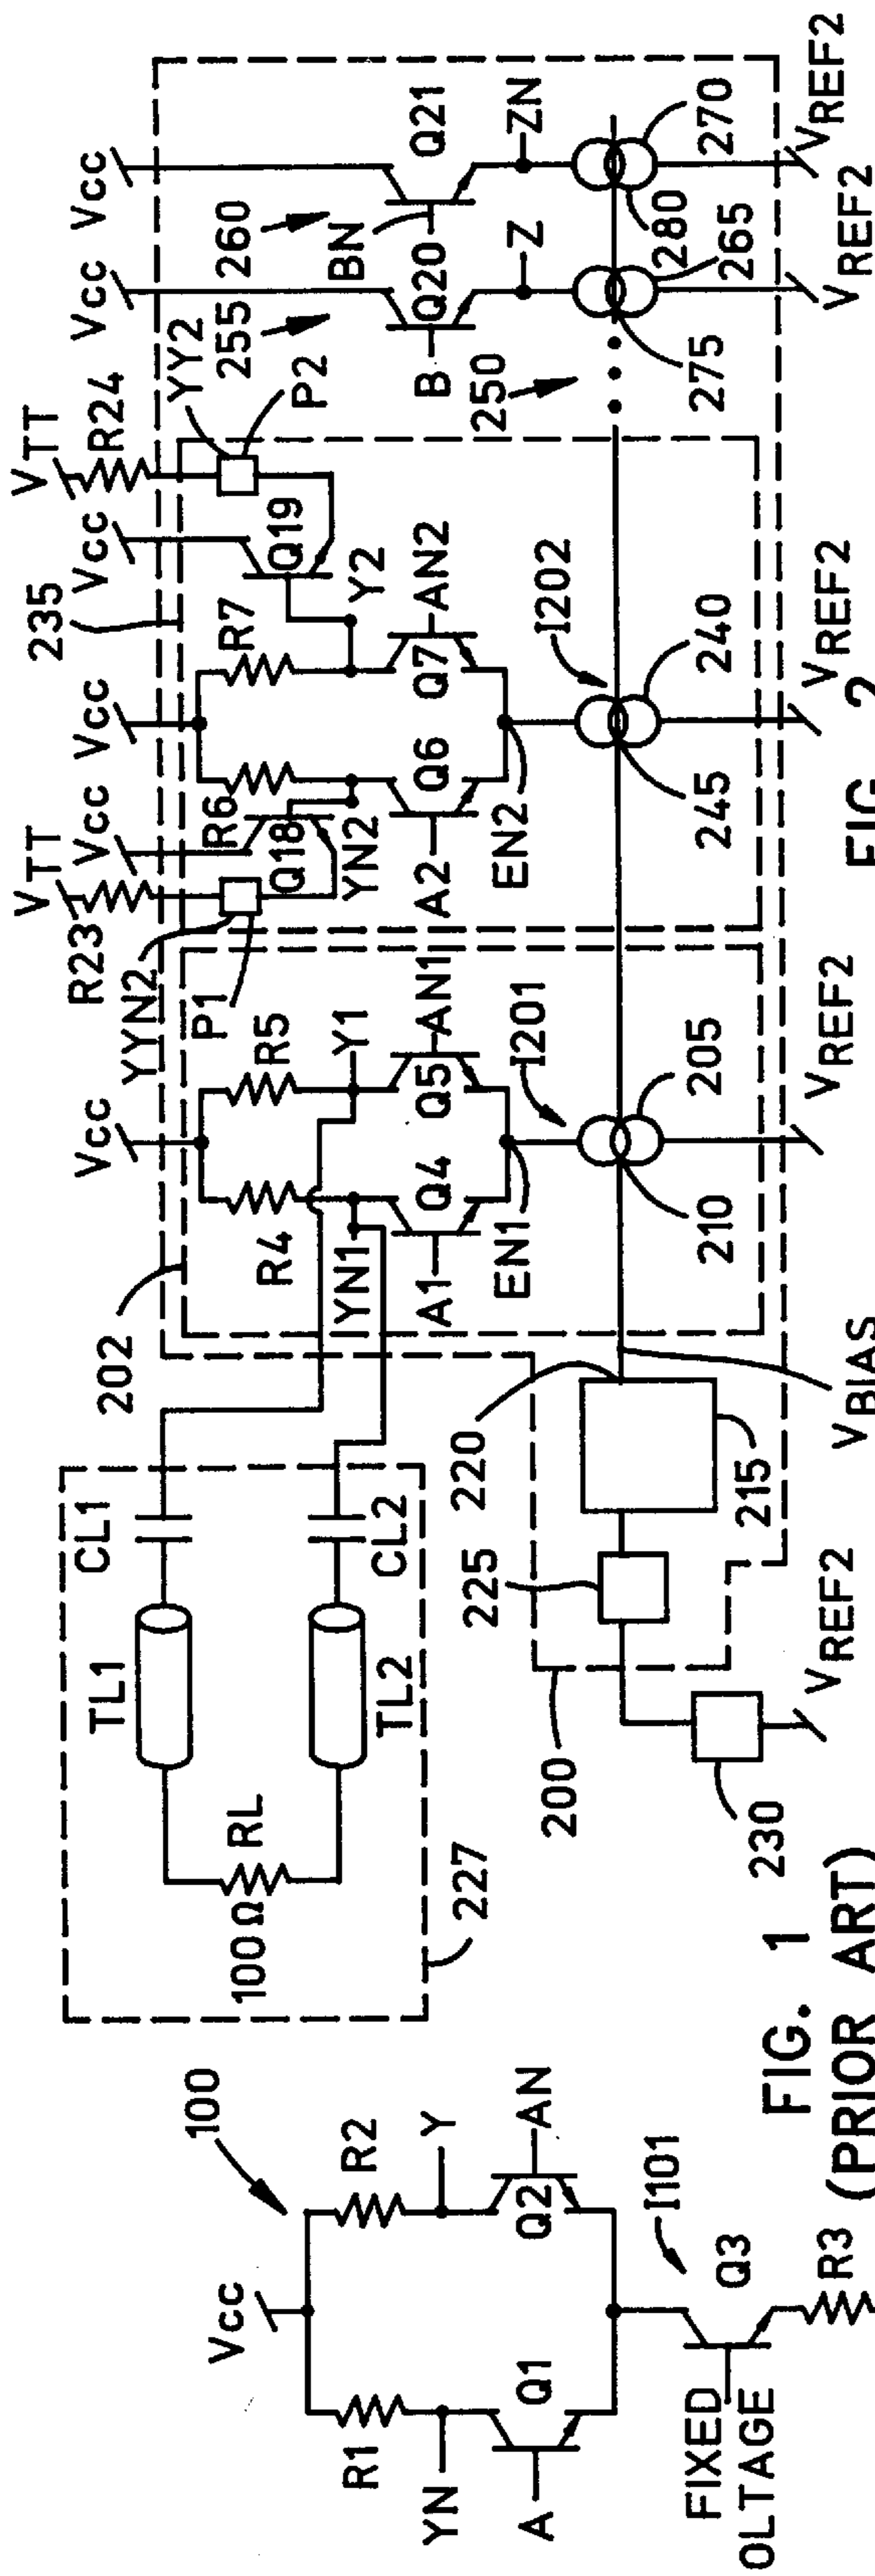 100
Vcc
R1
R2
YN
Y
A
Q1
Q2
AN
I101
FIXED
OLTAGE
Q3
R3
FIG. 1
(PRIOR ART)
227
100Ω
RL
TL1
TL2
CL1
CL2
200
230
VREF2
225
220
215
VBIAS
202
Vcc
R4
R5
YN1
Y1
A1
Q4
Q5
AN1
EN1
I201
210
205
VREF2
235
VTT
R23
YYN2
P1
Vcc
Q18
R6
Vcc
R7
YN2
Y2
A2
Q6
Q7
AN2
EN2
I202
245
240
VREF2
Vcc
Q19
VTT
R24
YY2
P2
250
255
Vcc
B
Q20
Z
275
265
VREF2
260
Vcc
BN
Q21
ZN
280
270
VREF2
FIG. 2